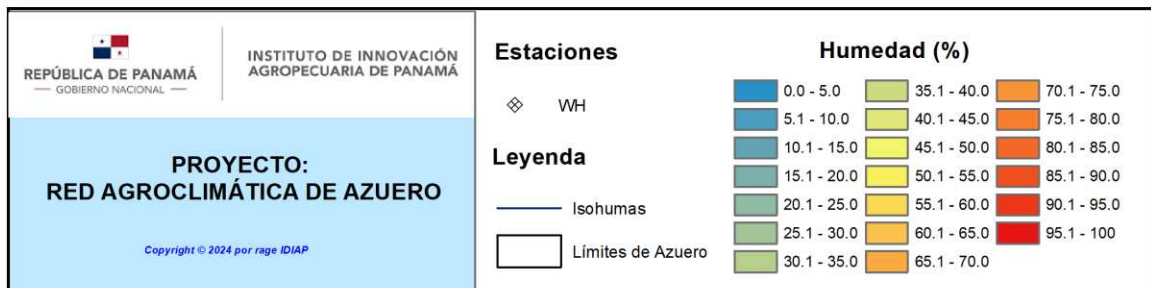 REPÚBLICA DE PANAMÁ
— GOBIERNO NACIONAL —
INSTITUTO DE INNOVACIÓN
AGROPECUARIA DE PANAMÁ
PROYECTO:
RED AGROCLIMÁTICA DE AZUERO
Copyright © 2024 por rage IDIAP
Estaciones
WH
Leyenda
Isohumas
Límites de Azuero
Humedad (%)
0.0 - 5.0
5.1 - 10.0
10.1 - 15.0
15.1 - 20.0
20.1 - 25.0
25.1 - 30.0
30.1 - 35.0
35.1 - 40.0
40.1 - 45.0
45.1 - 50.0
50.1 - 55.0
55.1 - 60.0
60.1 - 65.0
65.1 - 70.0
70.1 - 75.0
75.1 - 80.0
80.1 - 85.0
85.1 - 90.0
90.1 - 95.0
95.1 - 100